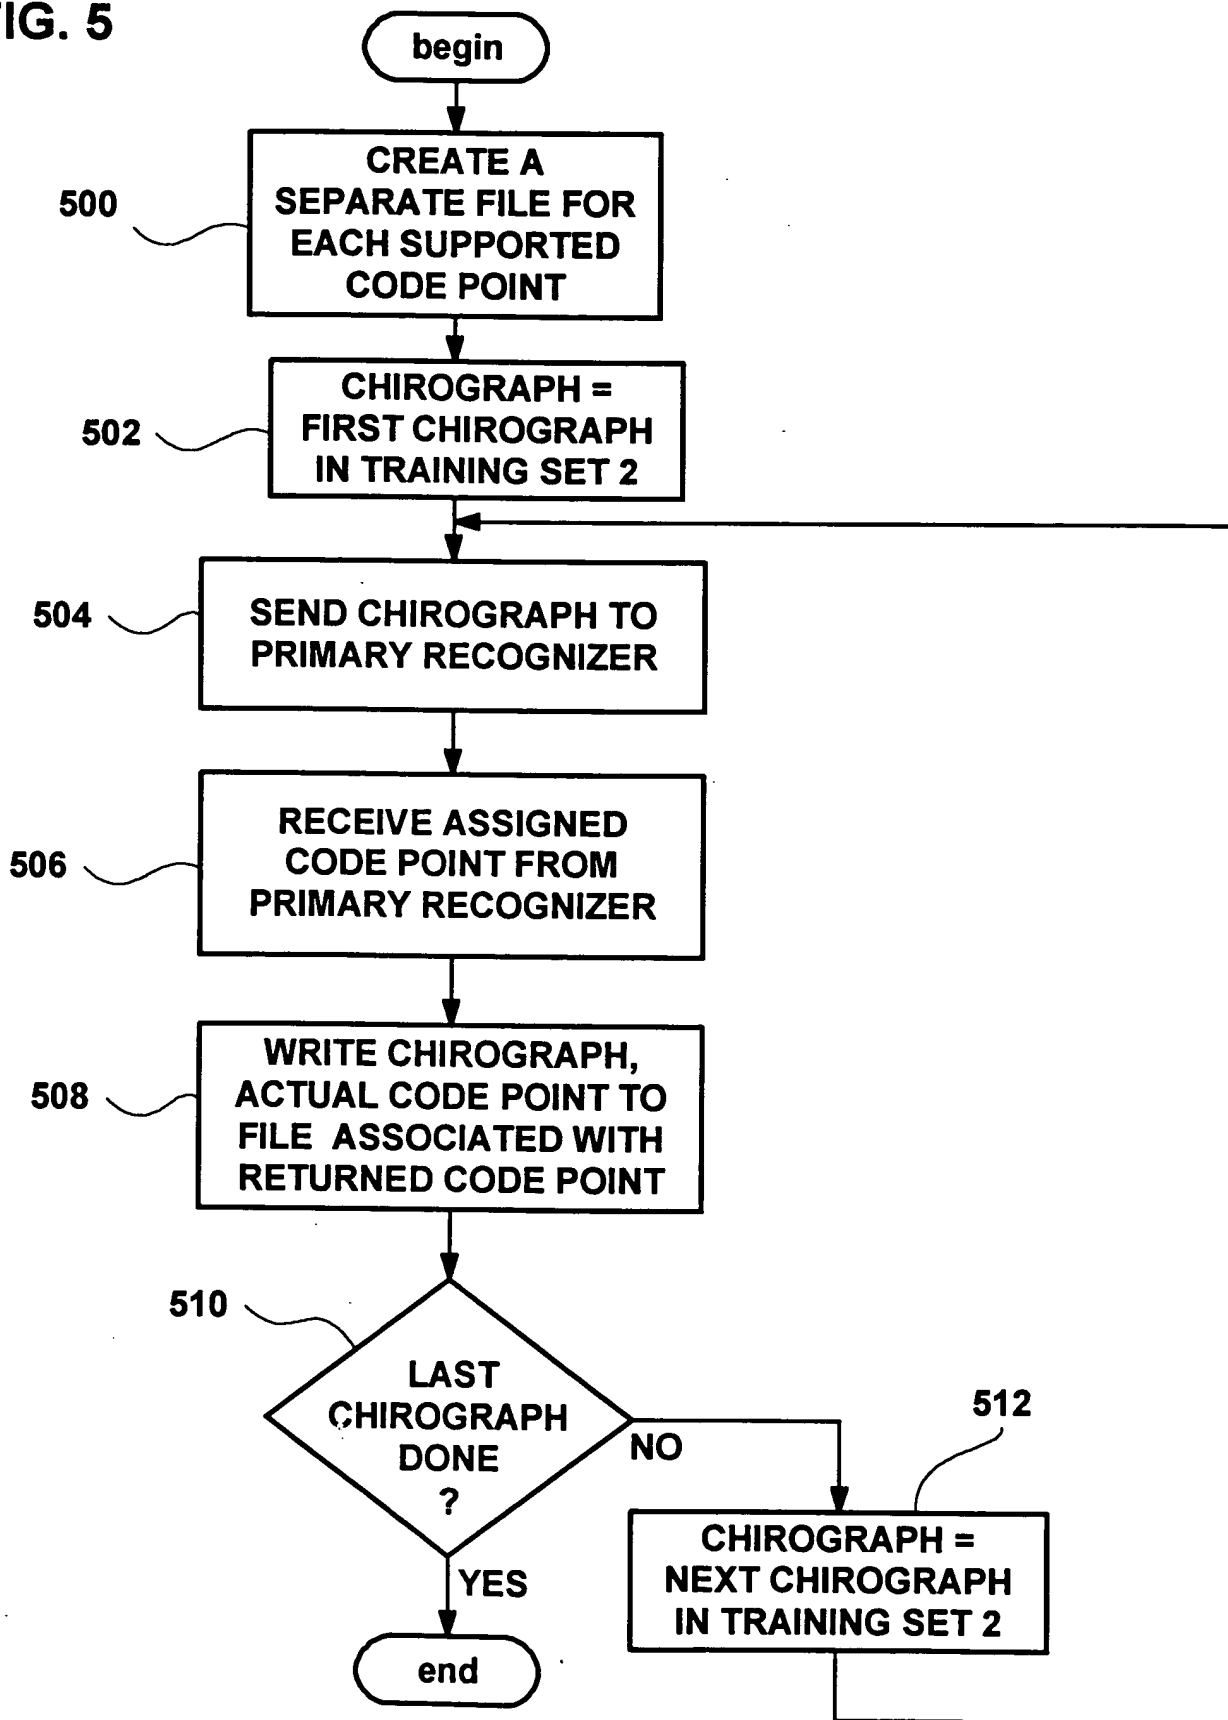 FIG. 5
begin
500
CREATE A
SEPARATE FILE FOR
EACH SUPPORTED
CODE POINT
502
CHIROGRAPH =
FIRST CHIROGRAPH
IN TRAINING SET 2
504
SEND CHIROGRAPH TO
PRIMARY RECOGNIZER
506
RECEIVE ASSIGNED
CODE POINT FROM
PRIMARY RECOGNIZER
508
WRITE CHIROGRAPH,
ACTUAL CODE POINT TO
FILE ASSOCIATED WITH
RETURNED CODE POINT
510
LAST
CHIROGRAPH
DONE
?
NO
YES
512
CHIROGRAPH =
NEXT CHIROGRAPH
IN TRAINING SET 2
end